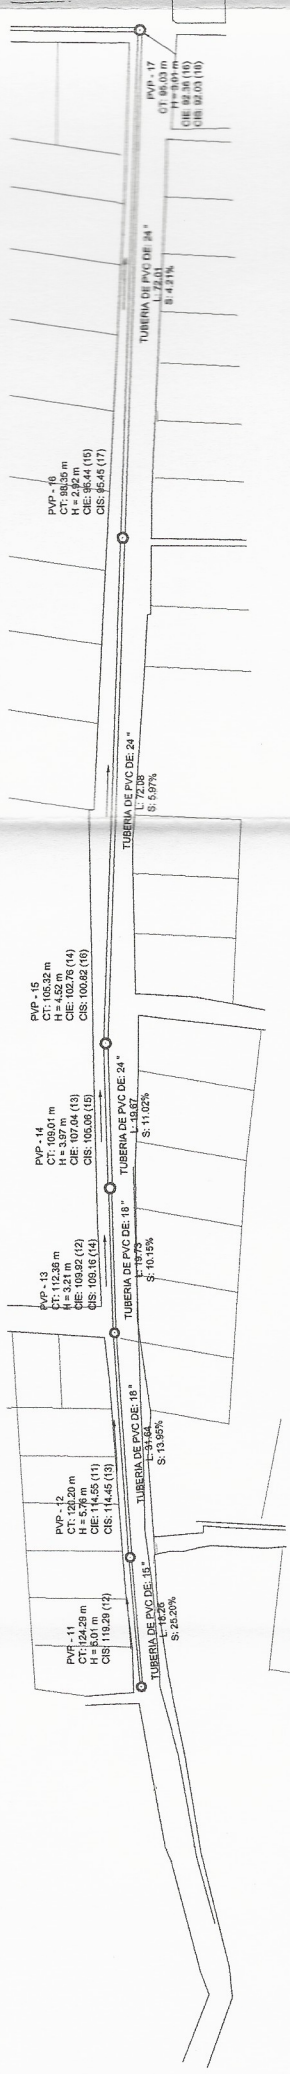 PVP - 11
CT: 124.29 m
H = 5.01 m
CIS: 119.29 (12)
TUBERIA DE PVC DE: 15"
L: 18.26
S: 25.20%
PVP - 12
CT: 120.20 m
H = 5.76 m
CIE: 114.55 (11)
CIS: 114.45 (13)
TUBERIA DE PVC DE: 18"
L: 31.64
S: 13.95%
PVP - 13
CT: 112.36 m
H = 3.21 m
CIE: 109.92 (12)
CIS: 109.16 (14)
TUBERIA DE PVC DE: 18"
L: 19.73
S: 10.15%
PVP - 14
CT: 109.01 m
H = 3.97 m
CIE: 107.04 (13)
CIS: 105.06 (15)
TUBERIA DE PVC DE: 24"
L: 19.67
S: 11.02%
PVP - 15
CT: 105.32 m
H = 4.52 m
CIE: 102.76 (14)
CIS: 100.82 (16)
TUBERIA DE PVC DE: 24"
L: 72.08
S: 5.97%
PVP - 16
CT: 98.35 m
H = 2.92 m
CIE: 96.44 (15)
CIS: 95.45 (17)
TUBERIA DE PVC DE: 24"
L: 72.01
S: 4.21%
PVP - 17
CT: 95.03 m
H = 3.01 m
CIE: 92.36 (16)
CIS: 92.03 (18)